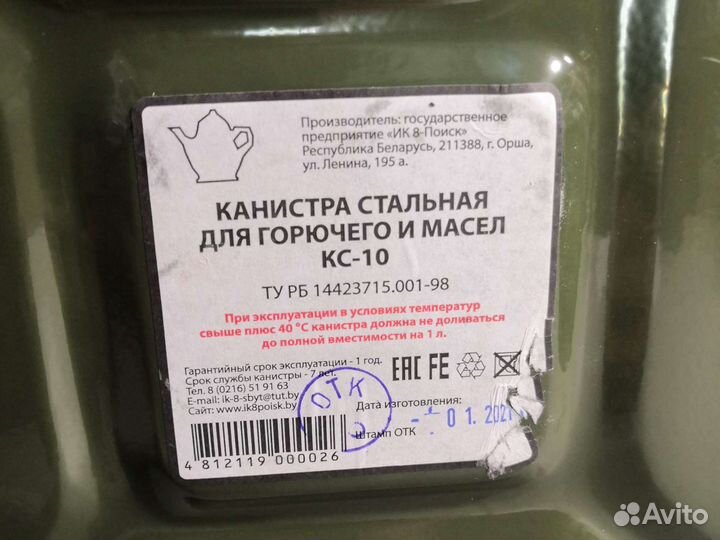 Производитель: государственное
предприятие «ИК 8-Поиск»
Республика Беларусь, 211388, г. Орша,
ул. Ленина, 195 а.
КАНИСТРА СТАЛЬНАЯ
ДЛЯ ГОРЮЧЕГО И МАСЕЛ
КС-10
ТУ РБ 14423715.001-98
При эксплуатации в условиях температур
свыше плюс 40 °С канистра должна не доливаться
до полной вместимости на 1 л.
Гарантийный срок эксплуатации - 1 год.
Срок службы канистры - 7 лет.
Тел. 8 (0216) 51 91 63
E-mail: ik-8-sbyt@tut.by
Сайт: www.ik8poisk.by
ЕАС FE
ОТК
Дата изготовления:
01.2021
Штамп ОТК
4 812119 000026
Avito